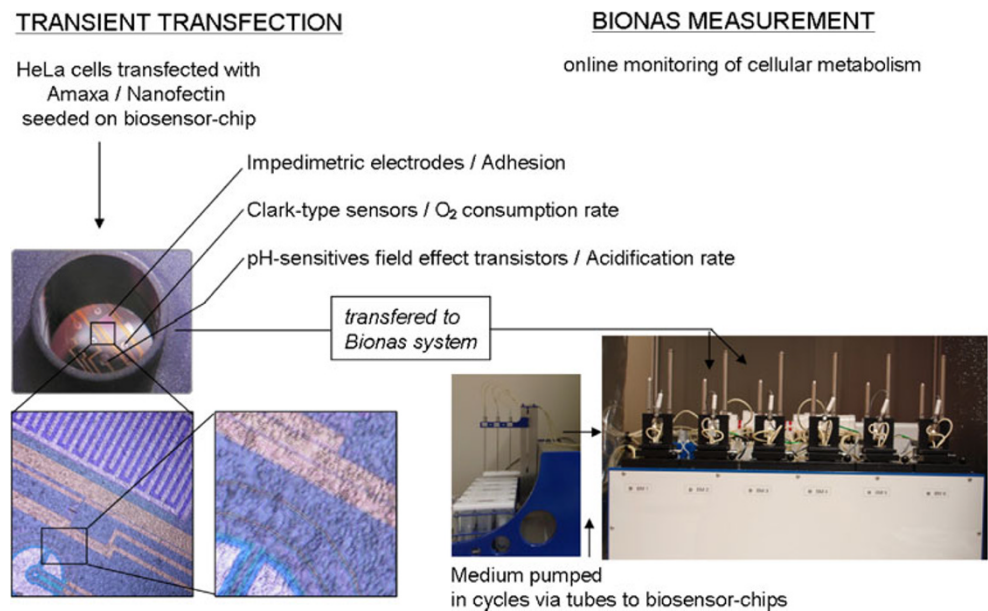 TRANSIENT TRANSFECTION
HeLa cells transfected with
Amaxa / Nanofectin
seeded on biosensor-chip
BIONAS MEASUREMENT
online monitoring of cellular metabolism
Impedimetric electrodes / Adhesion
Clark-type sensors / O₂ consumption rate
pH-sensitives field effect transistors / Acidification rate
transfered to
Bionas system
Medium pumped
in cycles via tubes to biosensor-chips